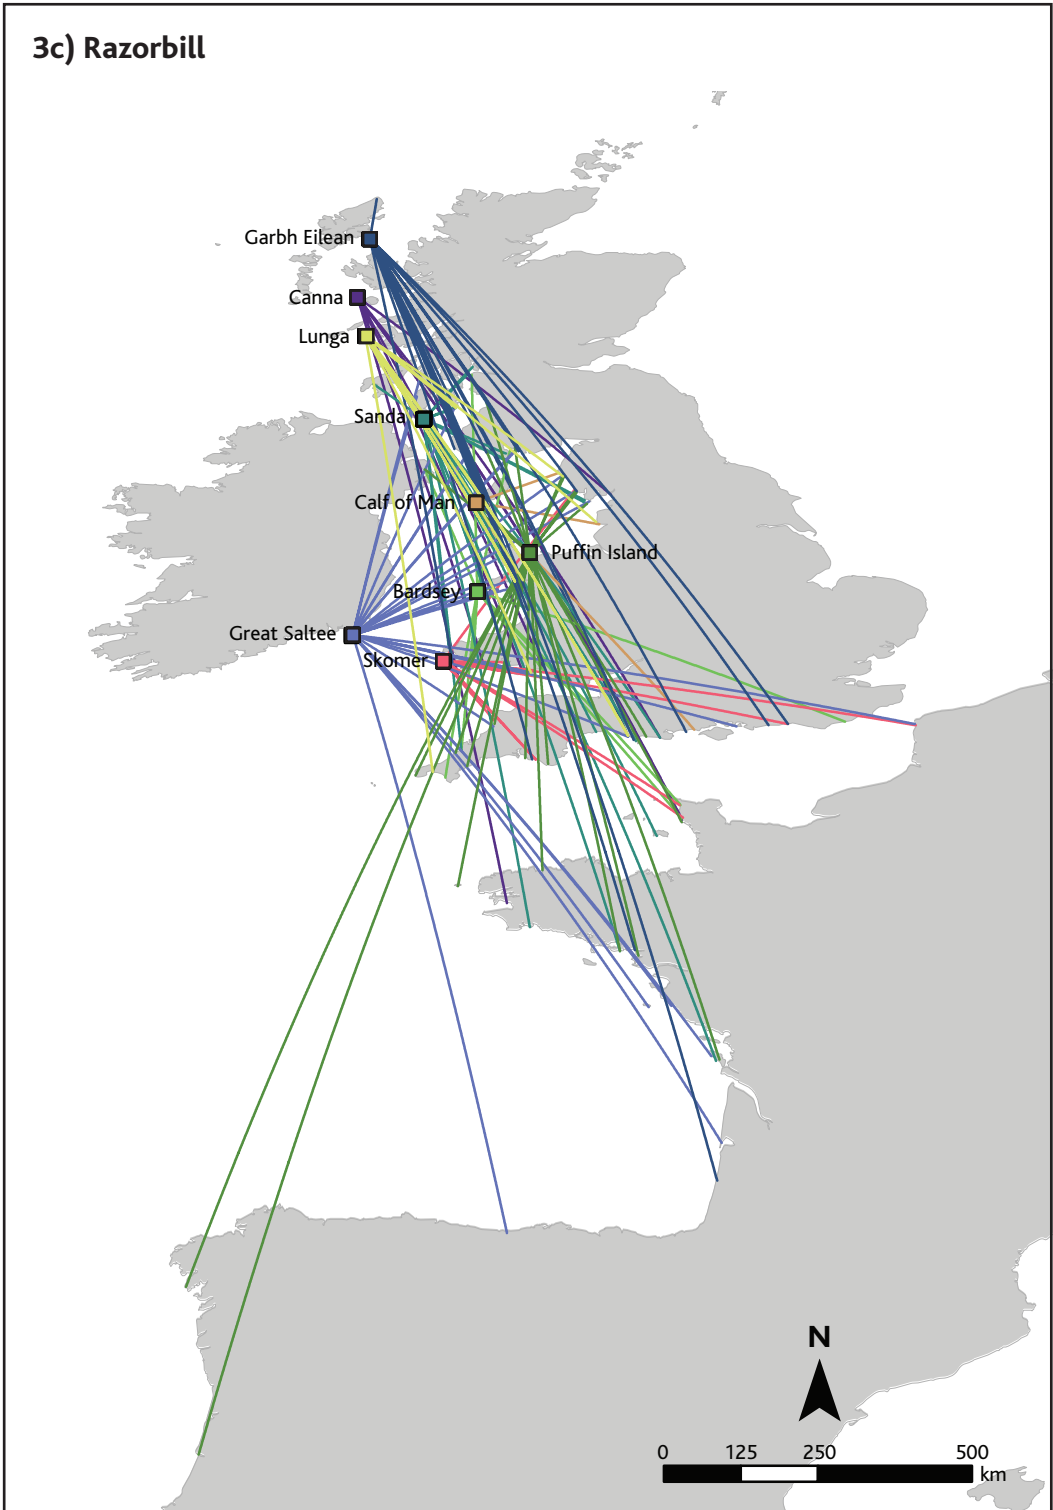 3c) Razorbill
Garbh Eilean
Canna
Lunga
Sanda
Calf of Man
Puffin Island
Bardsey
Great Saltee
Skomer
N
0 125 250 500
km